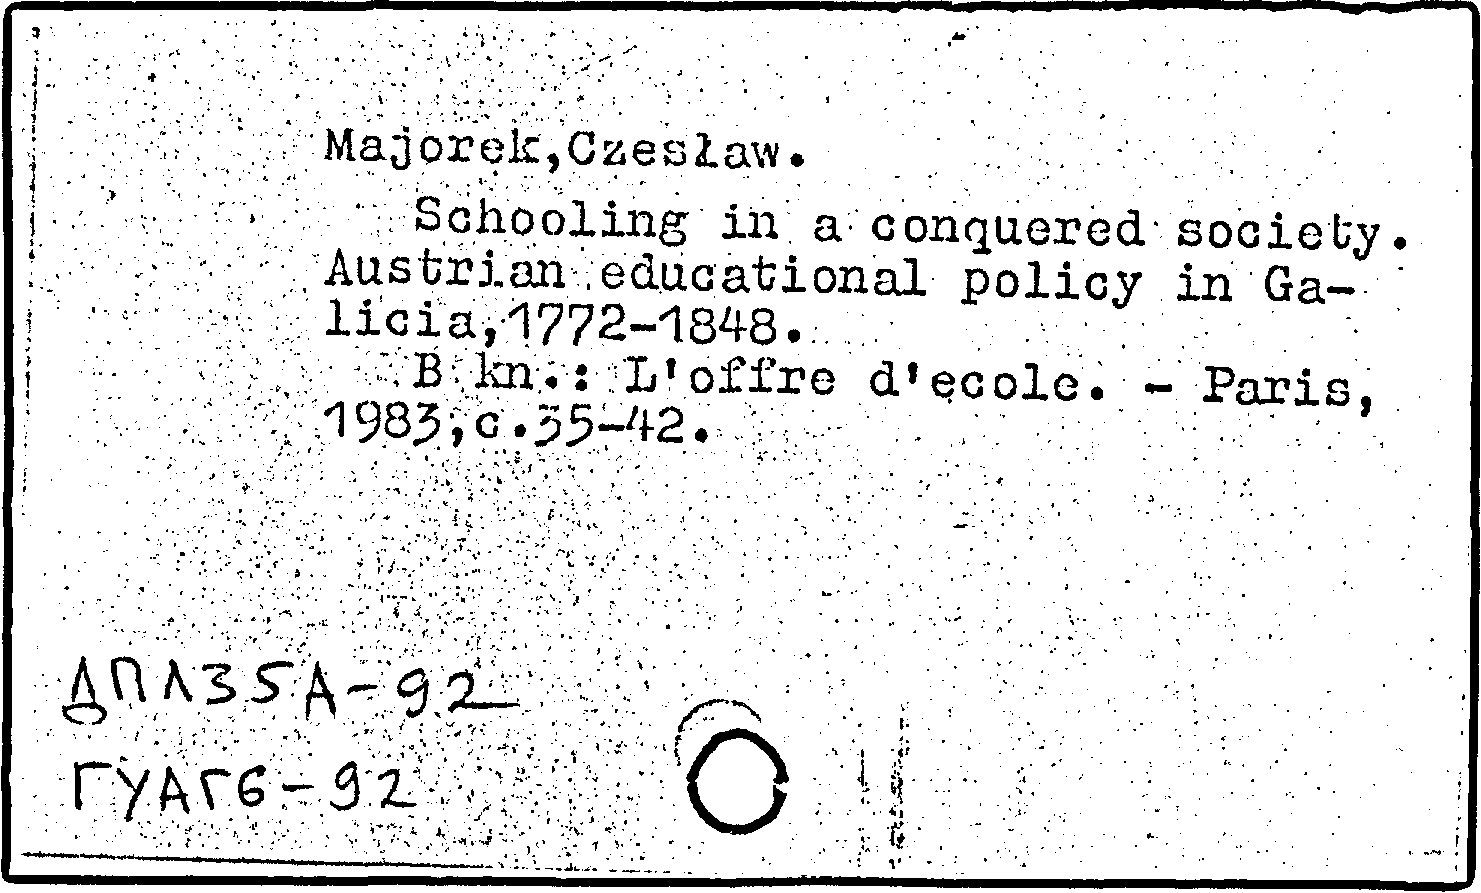 Majorek,Czesław.
Schooling in a conquered society.
Austrian educational policy in Ga-
licia,1772-1848.
B kn.: L'offre d'ecole. - Paris,
1983,c.35-42.
ДПЛ35А-92
ГУАГ6-92